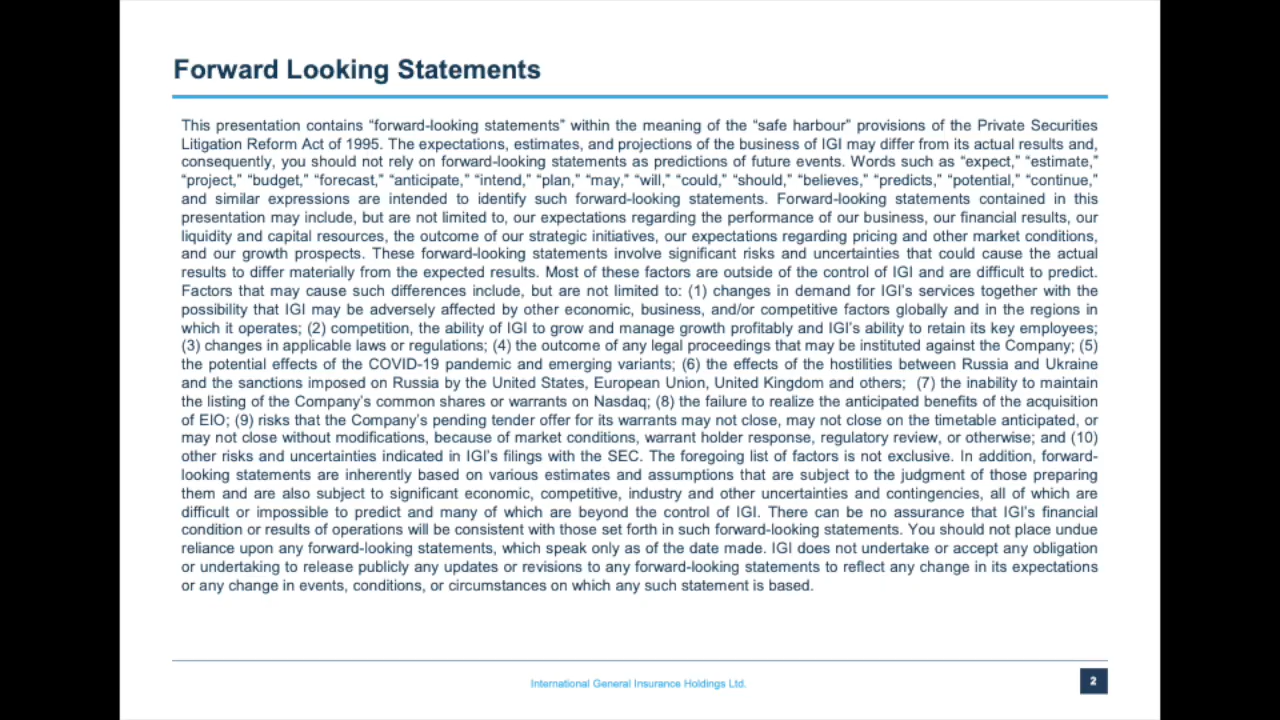 Forward Looking Statements
This presentation contains “forward-looking statements” within the meaning of the “safe harbour” provisions of the Private Securities
Litigation Reform Act of 1995. The expectations, estimates, and projections of the business of IGI may differ from its actual results and,
consequently, you should not rely on forward-looking statements as predictions of future events. Words such as “expect,” “estimate,”
“project,” “budget,” “forecast,” “anticipate,” “intend,” “plan,” “may,” “will,” “could,” “should,” “believes,” “predicts,” “potential,” “continue,”
and similar expressions are intended to identify such forward-looking statements. Forward-looking statements contained in this
presentation may include, but are not limited to, our expectations regarding the performance of our business, our financial results, our
liquidity and capital resources, the outcome of our strategic initiatives, our expectations regarding pricing and other market conditions,
and our growth prospects. These forward-looking statements involve significant risks and uncertainties that could cause the actual
results to differ materially from the expected results. Most of these factors are outside of the control of IGI and are difficult to predict.
Factors that may cause such differences include, but are not limited to: (1) changes in demand for IGI’s services together with the
possibility that IGI may be adversely affected by other economic, business, and/or competitive factors globally and in the regions in
which it operates; (2) competition, the ability of IGI to grow and manage growth profitably and IGI’s ability to retain its key employees;
(3) changes in applicable laws or regulations; (4) the outcome of any legal proceedings that may be instituted against the Company; (5)
the potential effects of the COVID-19 pandemic and emerging variants; (6) the effects of the hostilities between Russia and Ukraine
and the sanctions imposed on Russia by the United States, European Union, United Kingdom and others; (7) the inability to maintain
the listing of the Company’s common shares or warrants on Nasdaq; (8) the failure to realize the anticipated benefits of the acquisition
of EIO; (9) risks that the Company’s pending tender offer for its warrants may not close, may not close on the timetable anticipated, or
may not close without modifications, because of market conditions, warrant holder response, regulatory review, or otherwise; and (10)
other risks and uncertainties indicated in IGI’s filings with the SEC. The foregoing list of factors is not exclusive. In addition, forward-
looking statements are inherently based on various estimates and assumptions that are subject to the judgment of those preparing
them and are also subject to significant economic, competitive, industry and other uncertainties and contingencies, all of which are
difficult or impossible to predict and many of which are beyond the control of IGI. There can be no assurance that IGI’s financial
condition or results of operations will be consistent with those set forth in such forward-looking statements. You should not place undue
reliance upon any forward-looking statements, which speak only as of the date made. IGI does not undertake or accept any obligation
or undertaking to release publicly any updates or revisions to any forward-looking statements to reflect any change in its expectations
or any change in events, conditions, or circumstances on which any such statement is based.
International General Insurance Holdings Ltd.
2